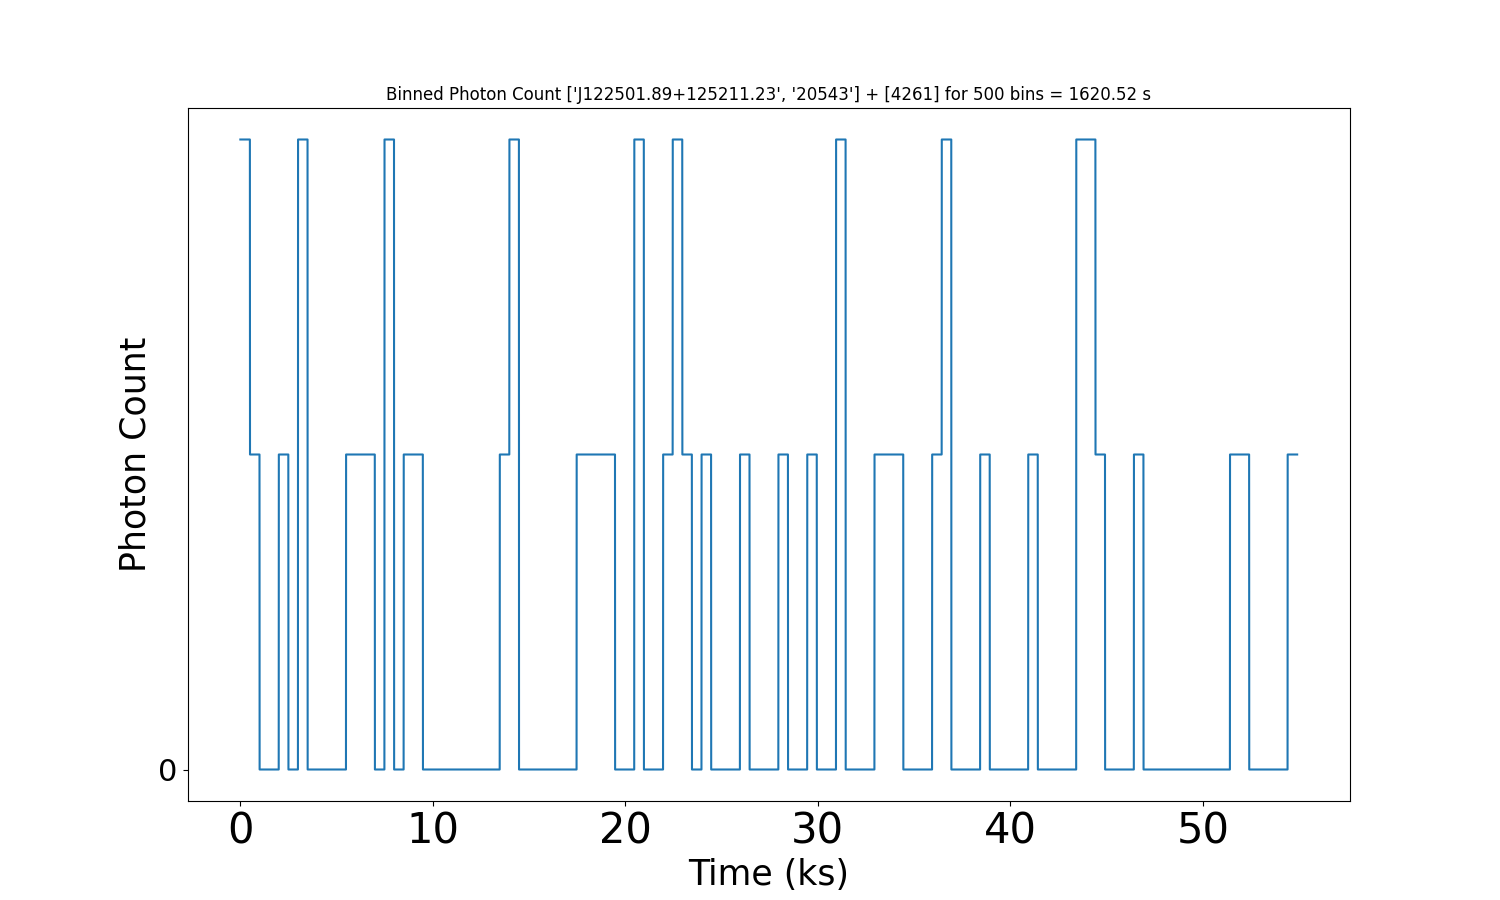 Binned Photon Count ['J122501.89+125211.23', '20543'] + [4261] for 500 bins = 1620.52 s
Photon Count
0
0 10 20 30 40 50
Time (ks)